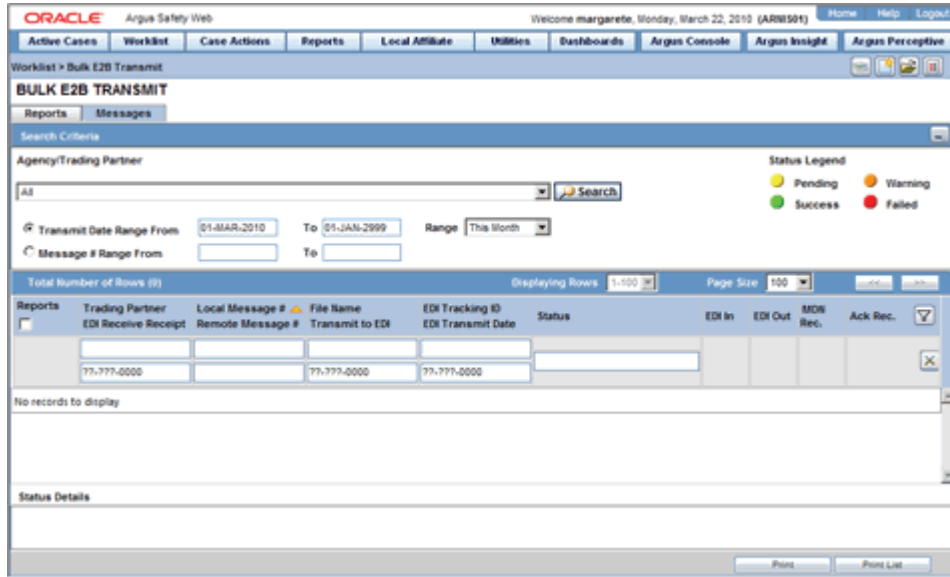 ORACLE Argus Safety Web Welcome margarete, Monday, March 22, 2010 (ARMIS01) Home Help Logout
Active Cases Worklist Case Actions Reports Local Affiliate Utilities Dashboards Argus Console Argus Insight Argus Perceptive
Worklist > Bulk E2B Transmit
BULK E2B TRANSMIT
Reports Messages
Search Criteria
Agency/Trading Partner Status Legend
All Search Pending Warning
Success Failed
Transmit Date Range From 01-MAR-2010 To 01-JAN-2999 Range This Month
Message # Range From To
Total Number of Rows (0) Displaying Rows 1-100 Page Size 100 << >>
Reports Trading Partner Local Message # File Name EDI Tracking ID Status EDI In EDI Out MDN Rec. Ack Rec.
EDI Receive Receipt Remote Message # Transmit to EDI EDI Transmit Date
??-???-0000 ??-???-0000 ??-???-0000
No records to display
Status Details
Print Print List